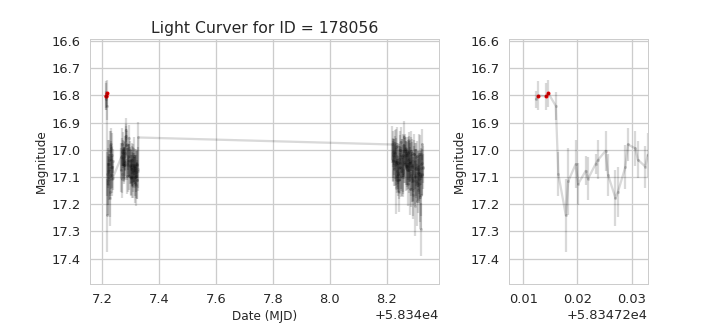 Light Curver for ID = 178056
Magnitude
16.6
16.7
16.8
16.9
17.0
17.1
17.2
17.3
17.4
7.2 7.4 7.6 7.8 8.0 8.2
Date (MJD)
+5.834e4
Magnitude
16.6
16.7
16.8
16.9
17.0
17.1
17.2
17.3
17.4
0.01 0.02 0.03
+5.83472e4